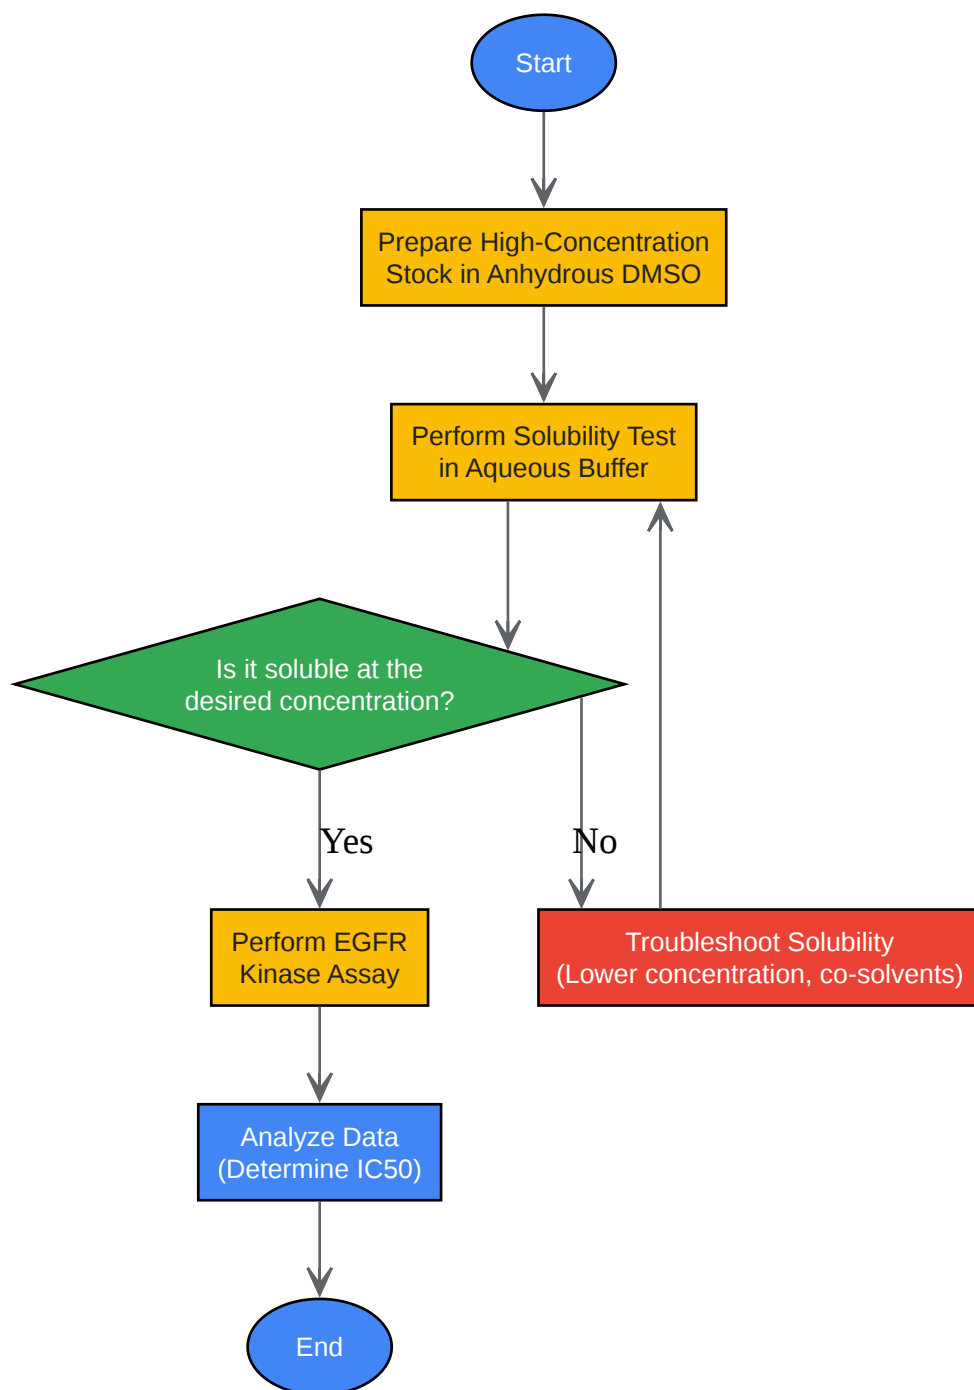 Start
Prepare High-Concentration
Stock in Anhydrous DMSO
Perform Solubility Test
in Aqueous Buffer
Is it soluble at the
desired concentration?
Yes
No
Perform EGFR
Kinase Assay
Troubleshoot Solubility
(Lower concentration, co-solvents)
Analyze Data
(Determine IC50)
End